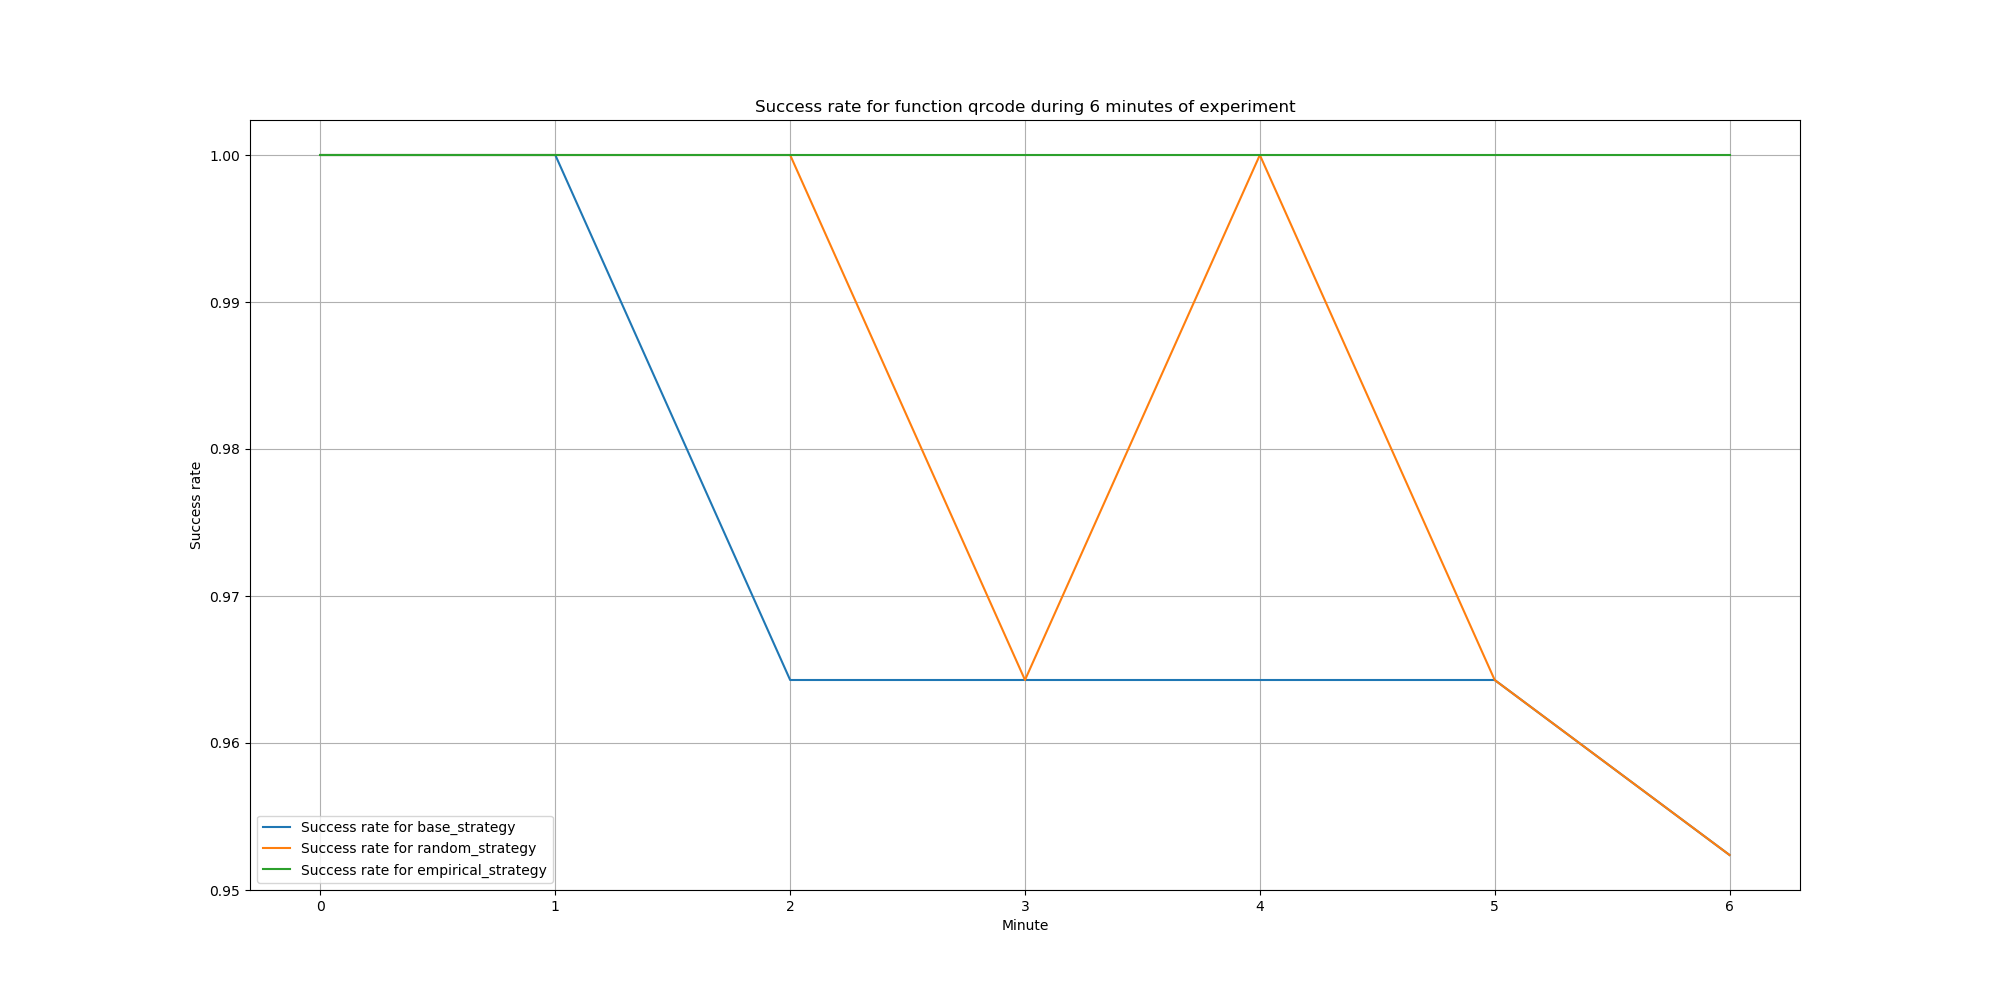 Success rate for function qrcode during 6 minutes of experiment
1.00
0.99
0.98
0.97
0.96
0.95
Success rate
Success rate for base_strategy
Success rate for random_strategy
Success rate for empirical_strategy
0 1 2 3 4 5 6
Minute